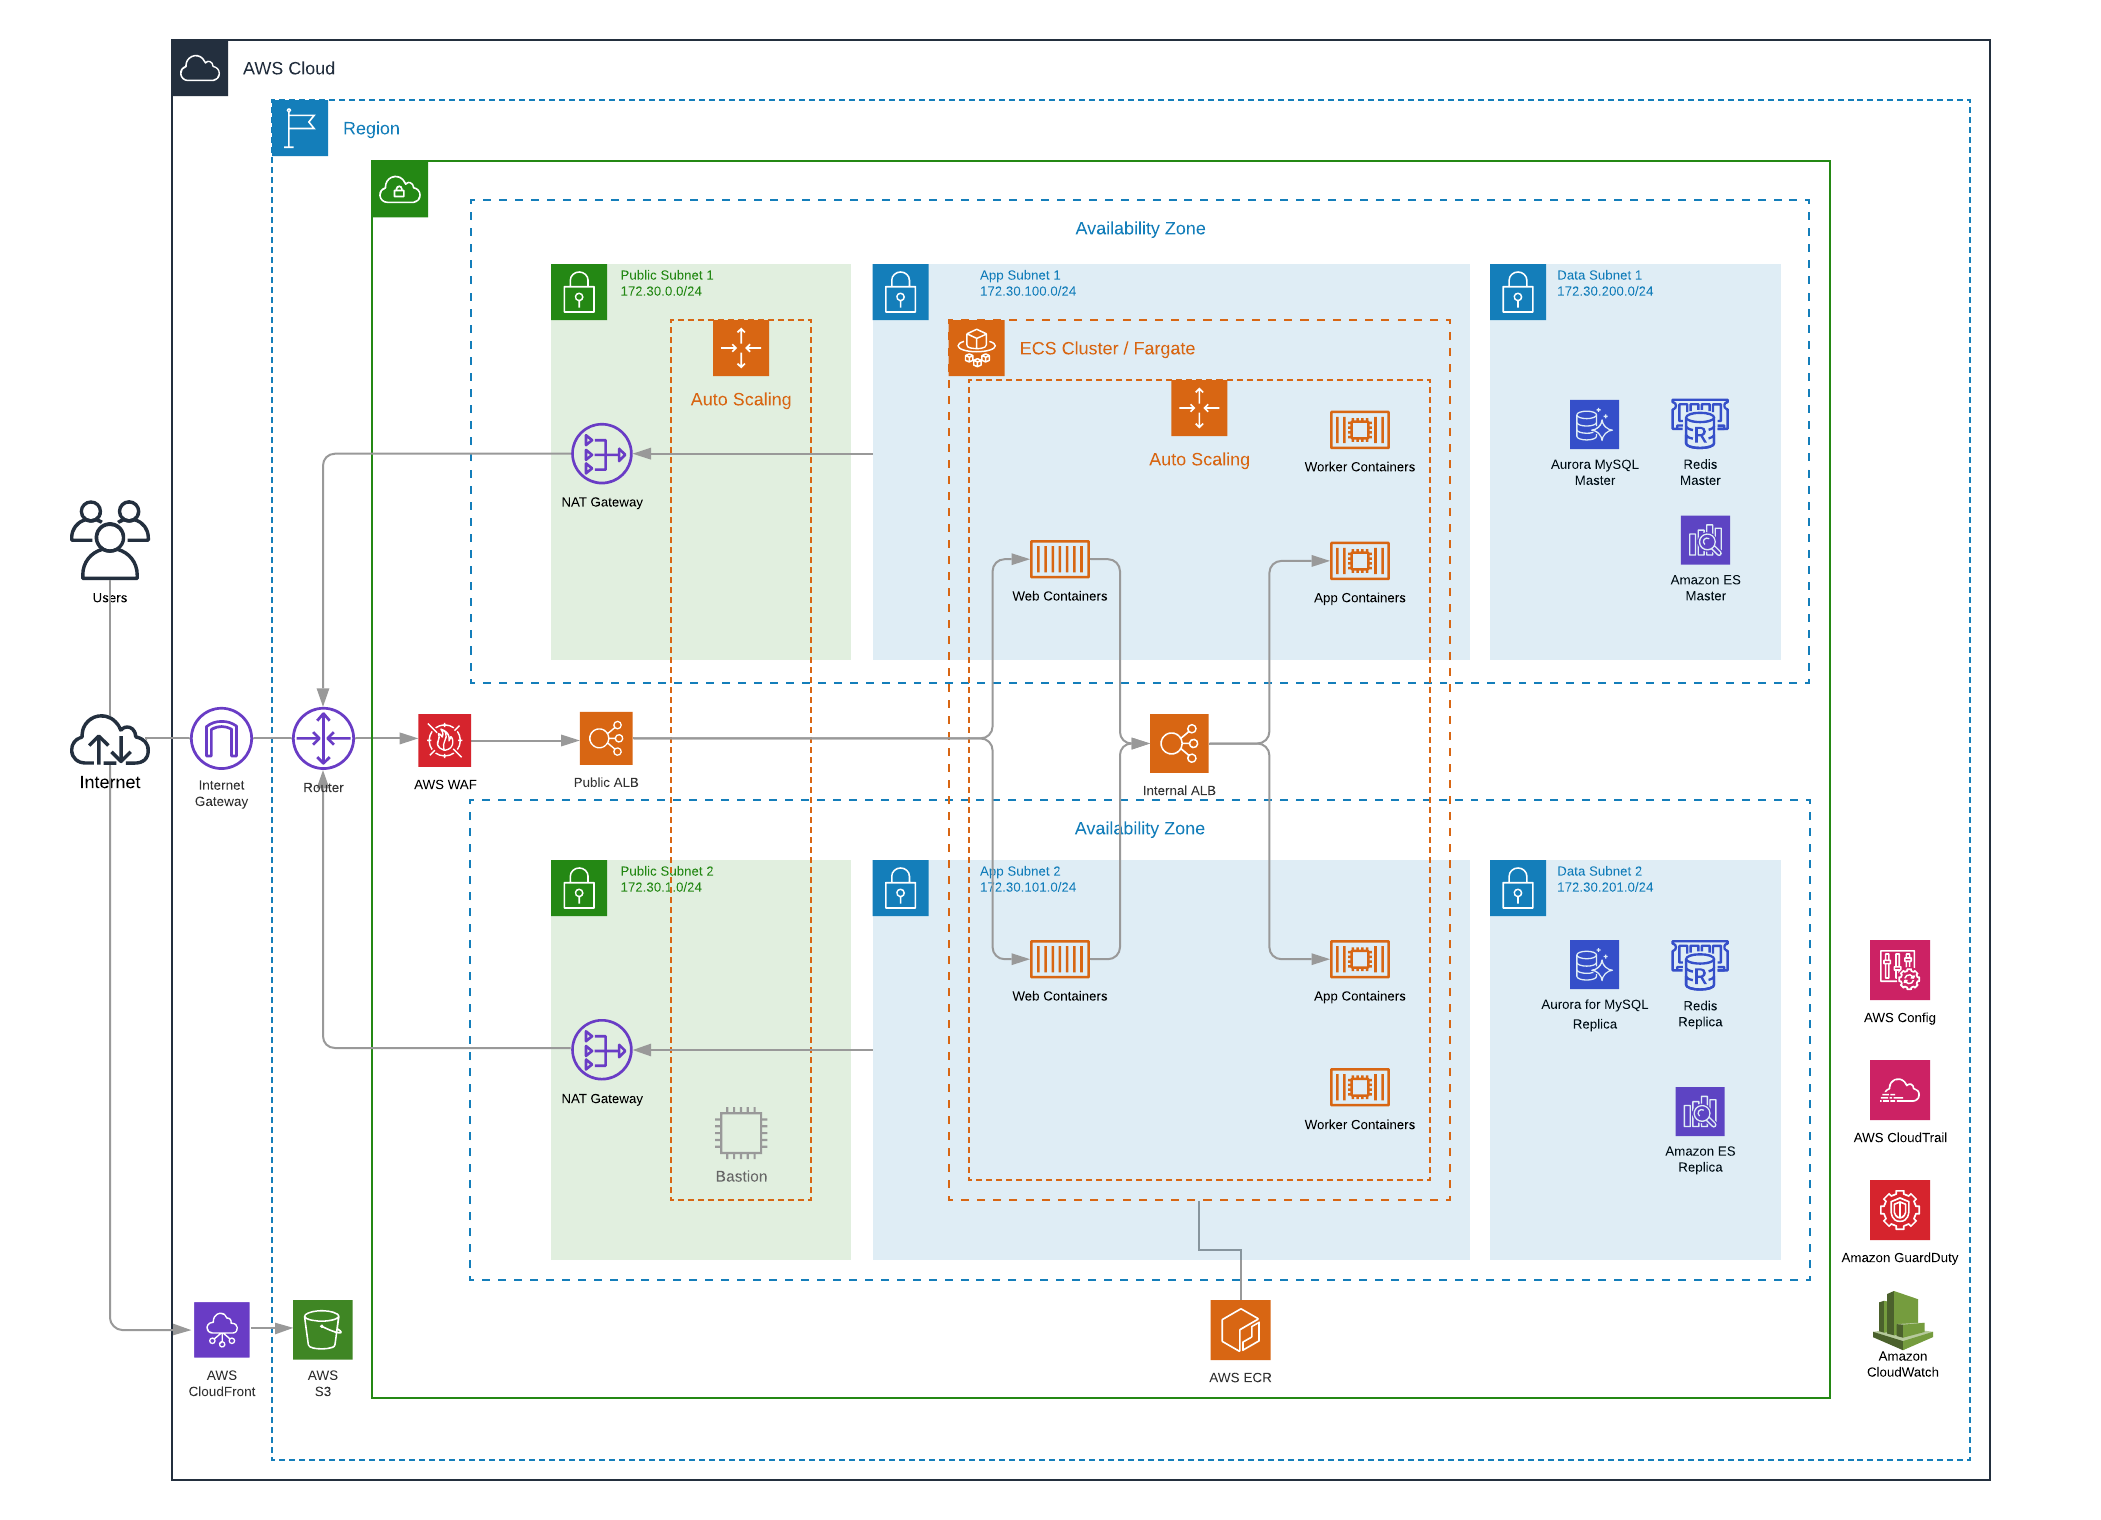 AWS Cloud
Region
Availability Zone
Public Subnet 1
172.30.0.0/24
App Subnet 1
172.30.100.0/24
Data Subnet 1
172.30.200.0/24
ECS Cluster / Fargate
Auto Scaling
Auto Scaling
Worker Containers
Aurora MySQL
Master
R
Redis
Master
NAT Gateway
Amazon ES
Master
Web Containers
App Containers
Users
Internet
Internet
Gateway
Router
AWS WAF
Public ALB
Internal ALB
Availability Zone
Public Subnet 2
172.30.1.0/24
App Subnet 2
172.30.101.0/24
Data Subnet 2
172.30.201.0/24
Web Containers
App Containers
Aurora for MySQL
Replica
R
Redis
Replica
AWS Config
NAT Gateway
Worker Containers
Amazon ES
Replica
AWS CloudTrail
Bastion
Amazon GuardDuty
AWS
CloudFront
AWS
S3
AWS ECR
Amazon
CloudWatch